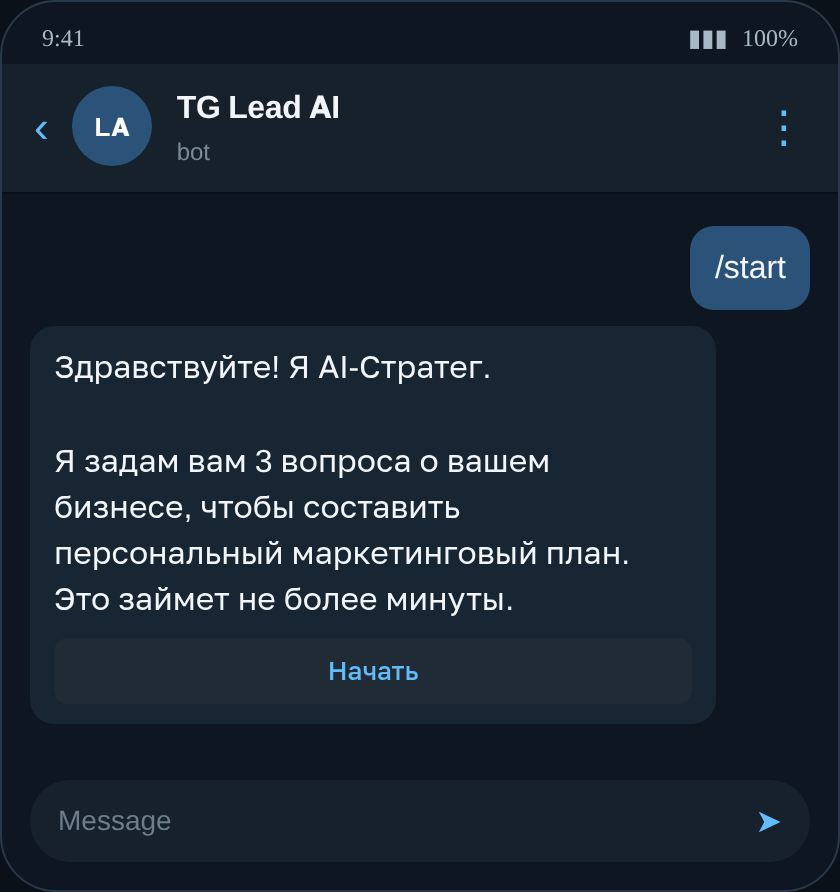 9:41
100%
‹
LA
TG Lead AI
bot
⋮
/start
Здравствуйте! Я AI-Стратег.
Я задам вам 3 вопроса о вашем
бизнесе, чтобы составить
персональный маркетинговый план.
Это займет не более минуты.
Начать
Message
➤